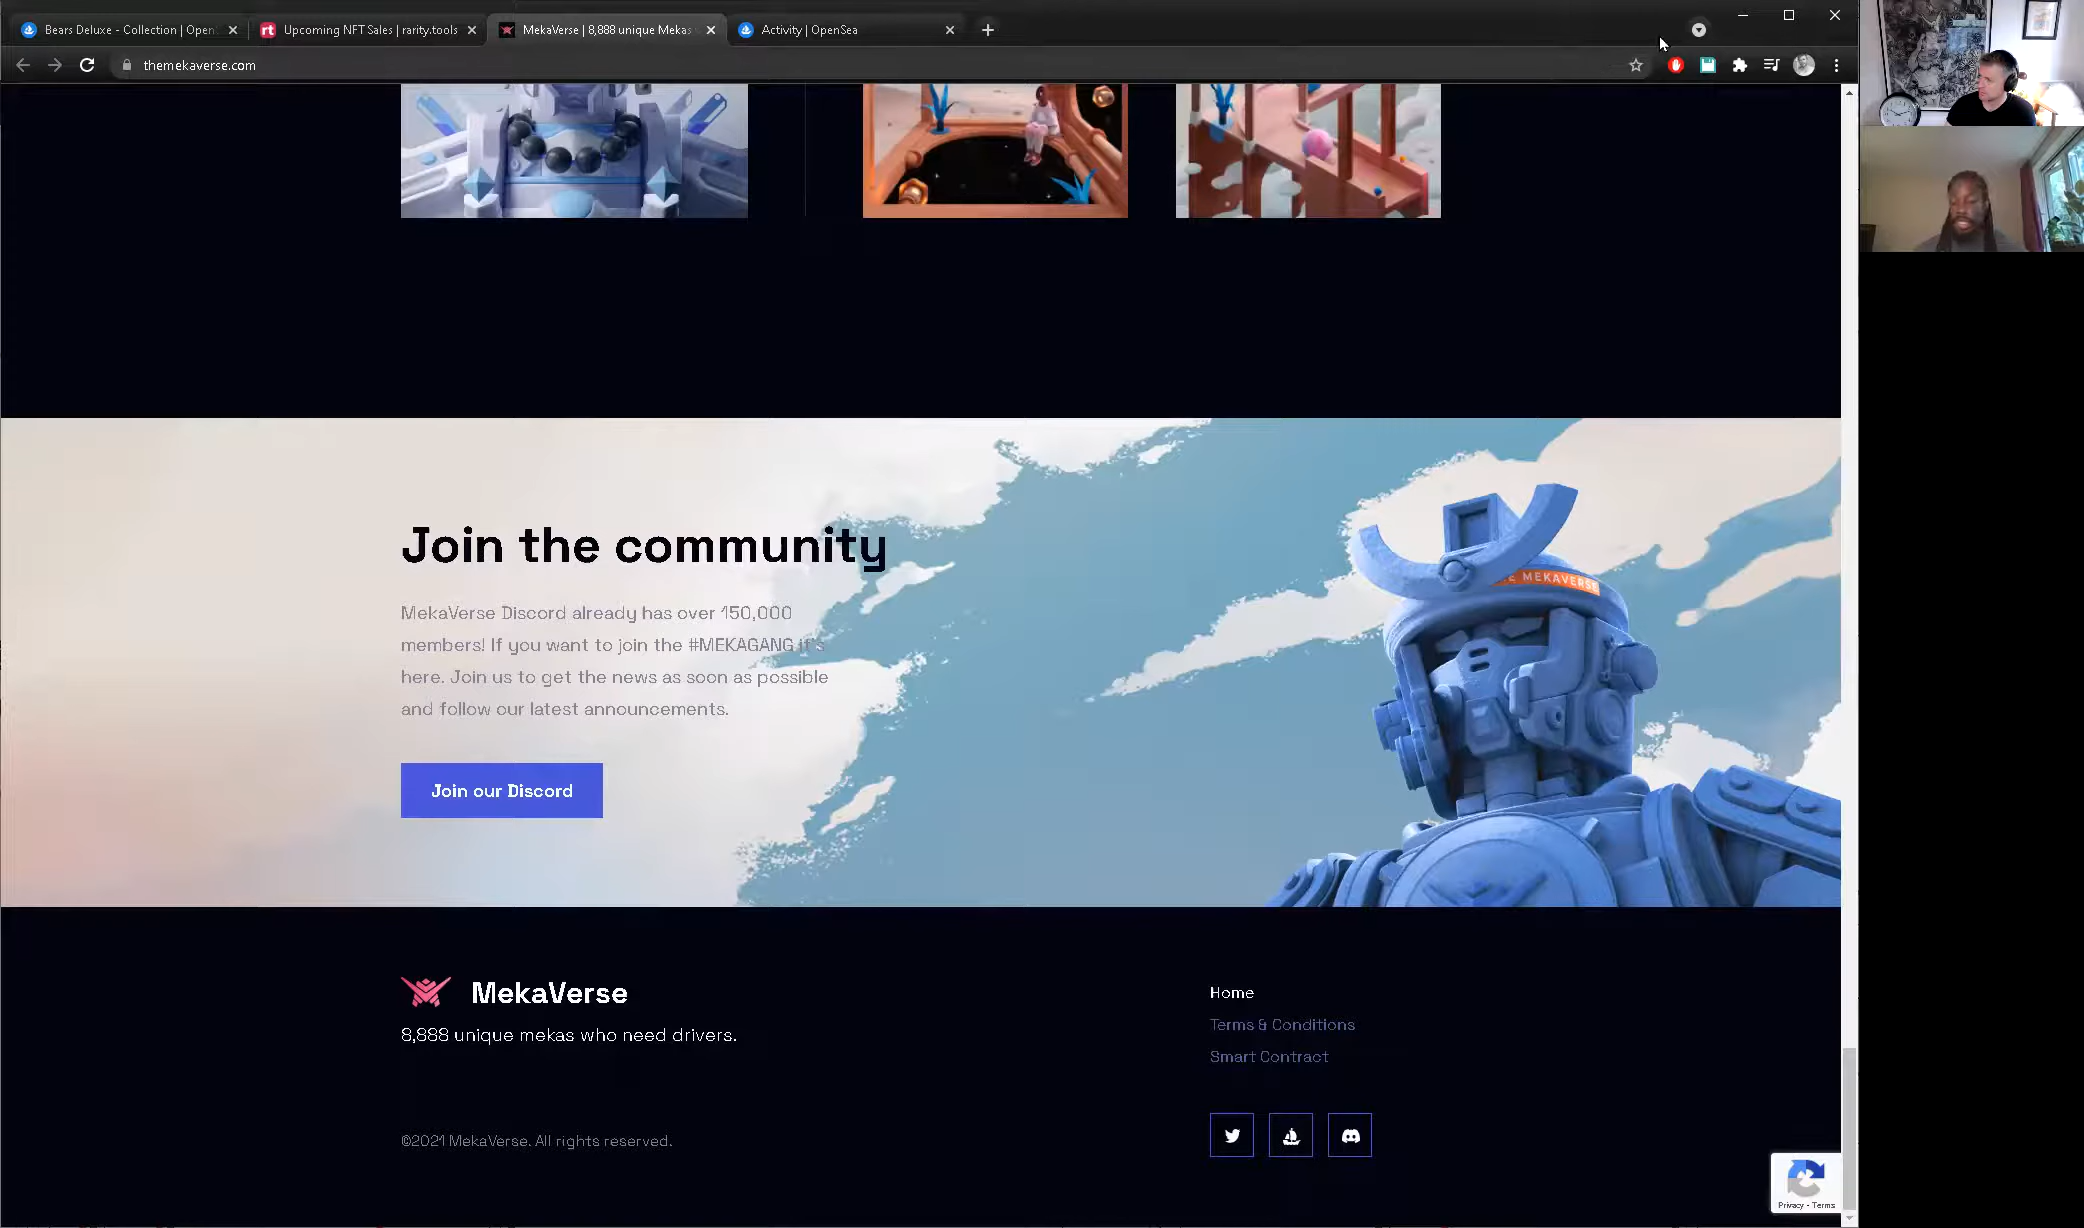 Bears Deluxe - Collection | Open
Upcoming NFT Sales | rarity.tools
MekaVerse | 8,888 unique Mekas
Activity | OpenSea
themekaverse.com
MEKAVERSE
Join the community
MekaVerse Discord already has over 150,000
members! If you want to join the #MEKAGANG it's
here. Join us to get the news as soon as possible
and follow our latest announcements.
Join our Discord
MekaVerse
8,888 unique mekas who need drivers.
Home
Terms & Conditions
Smart Contract
©2021 MekaVerse. All rights reserved.
Privacy - Terms